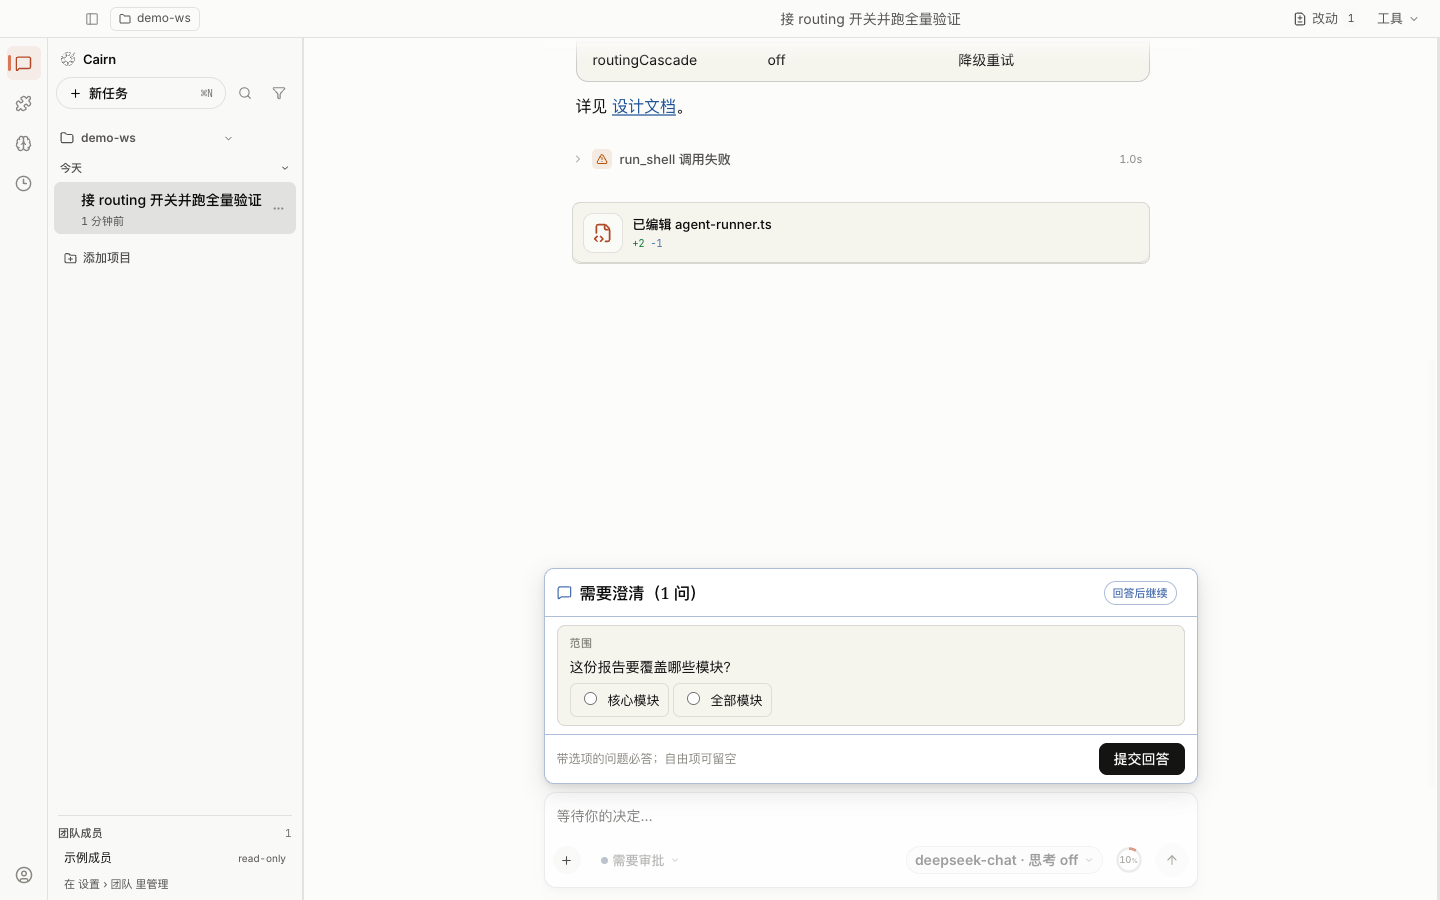 demo-ws
接 routing 开关并跑全量验证
改动 1
工具
Cairn
新任务 ⌘N
demo-ws
今天
接 routing 开关并跑全量验证
1 分钟前
添加项目
团队成员 1
示例成员 read-only
在 设置 › 团队 里管理
routingCascade off 降级重试
详见 设计文档。
run_shell 调用失败 1.0s
已编辑 agent-runner.ts
+2 -1
需要澄清（1 问） 回答后继续
范围
这份报告要覆盖哪些模块?
核心模块 全部模块
带选项的问题必答；自由项可留空 提交回答
等待你的决定...
需要审批 deepseek-chat · 思考 off 10%